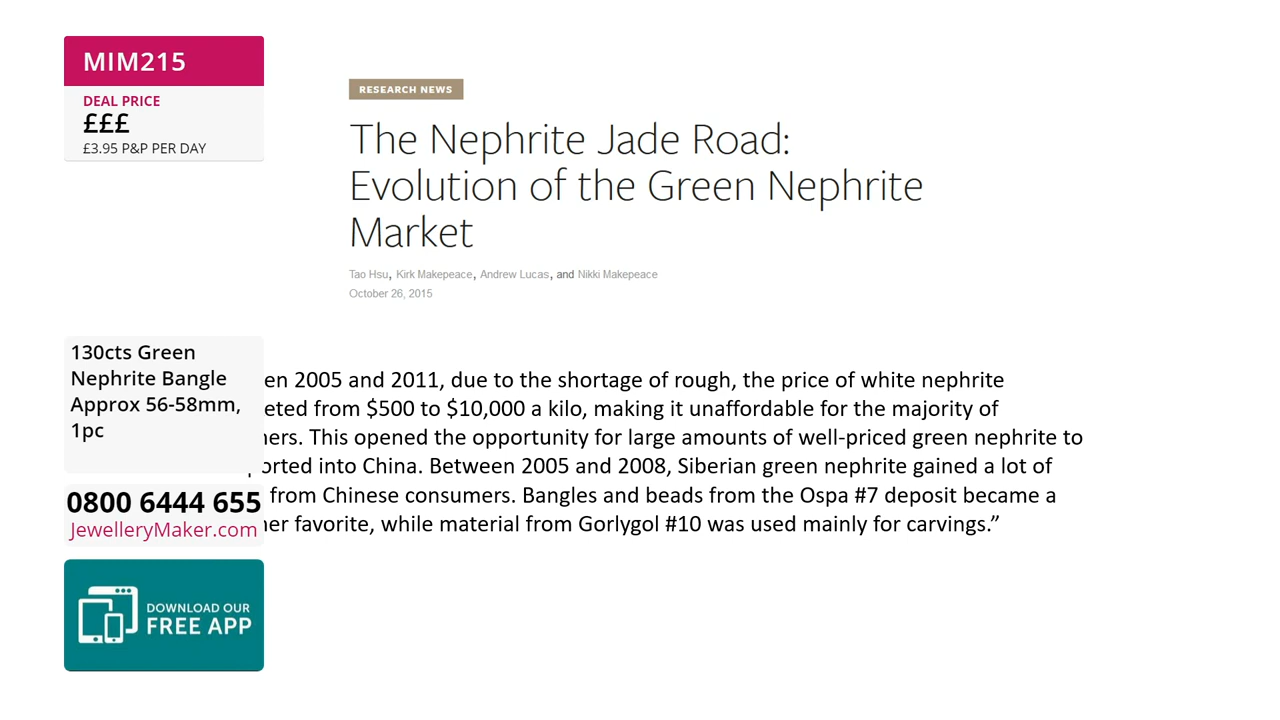 MIM215
DEAL PRICE
£££
£3.95 P&P PER DAY
RESEARCH NEWS
The Nephrite Jade Road:
Evolution of the Green Nephrite
Market
Tao Hsu, Kirk Makepeace, Andrew Lucas, and Nikki Makepeace
October 26, 2015
130cts Green
Nephrite Bangle
Approx 56-58mm,
1pc
2005 and 2011, due to the shortage of rough, the price of white nephrite
from $500 to $10,000 a kilo, making it unaffordable for the majority of
This opened the opportunity for large amounts of well-priced green nephrite to
into China. Between 2005 and 2008, Siberian green nephrite gained a lot of
from Chinese consumers. Bangles and beads from the Ospa #7 deposit became a
favorite, while material from Gorlygol #10 was used mainly for carvings.”
0800 6444 655
JewelleryMaker.com
DOWNLOAD OUR
FREE APP